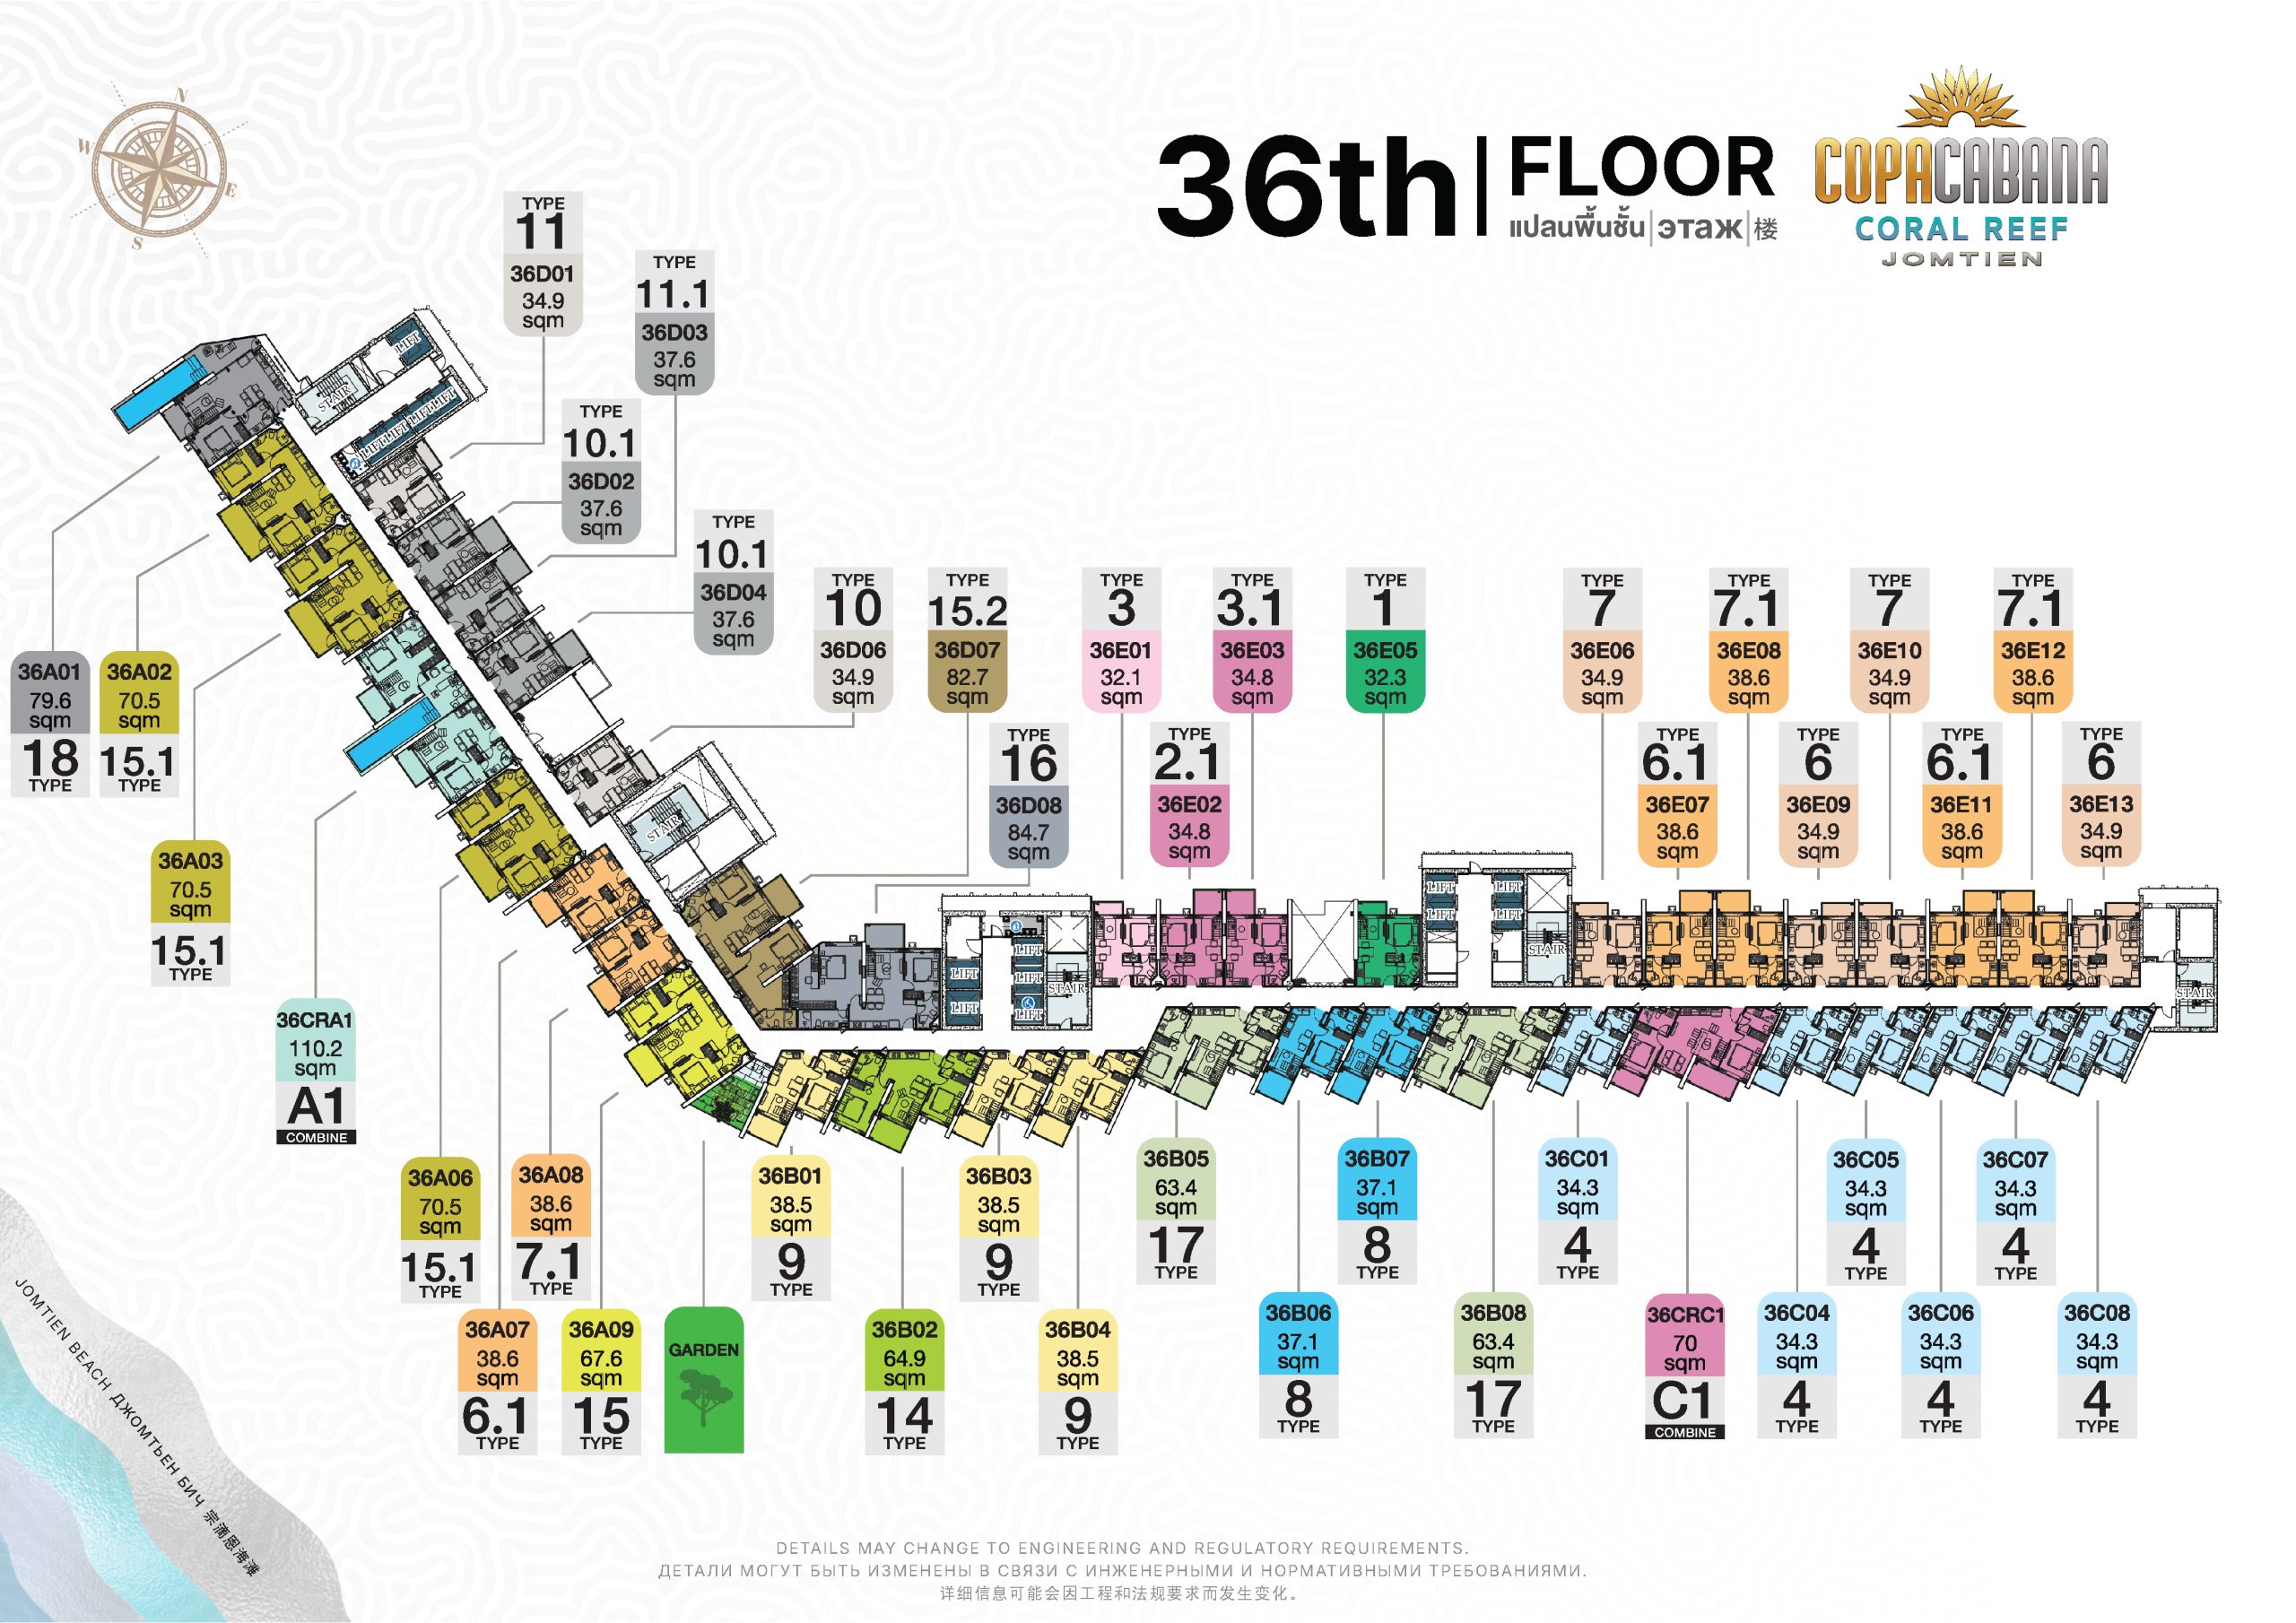 N
W
E
S
36th
FLOOR
แปลนพื้นชั้น|этаж|楼
COPACABANA
CORAL REEF
JOMTIEN
TYPE
11
36D01
34.9
sqm
TYPE
11.1
36D03
37.6
sqm
TYPE
10.1
36D02
37.6
sqm
TYPE
10.1
36D04
37.6
sqm
TYPE
10
36D06
34.9
sqm
TYPE
15.2
36D07
82.7
sqm
TYPE
16
36D08
84.7
sqm
TYPE
3
36E01
32.1
sqm
TYPE
2.1
36E02
34.8
sqm
TYPE
3.1
36E03
34.8
sqm
TYPE
1
36E05
32.3
sqm
TYPE
7
36E06
34.9
sqm
TYPE
6.1
36E07
38.6
sqm
TYPE
7.1
36E08
38.6
sqm
TYPE
6
36E09
34.9
sqm
TYPE
7
36E10
34.9
sqm
TYPE
6.1
36E11
38.6
sqm
TYPE
7.1
36E12
38.6
sqm
TYPE
6
36E13
34.9
sqm
LIFT
STAIR
LIFT LIFT LIFT LIFT
STAIR
LIFT
LIFT
LIFT
LIFT
LIFT
STAIR
LIFT
LIFT
LIFT
LIFT
STAIR
STAIR
36A01
79.6
sqm
18
TYPE
36A02
70.5
sqm
15.1
TYPE
36A03
70.5
sqm
15.1
TYPE
36CRA1
110.2
sqm
A1
COMBINE
36A06
70.5
sqm
15.1
TYPE
36A07
38.6
sqm
6.1
TYPE
36A08
38.6
sqm
7.1
TYPE
36A09
67.6
sqm
15
TYPE
GARDEN
36B01
38.5
sqm
9
TYPE
36B02
64.9
sqm
14
TYPE
36B03
38.5
sqm
9
TYPE
36B04
38.5
sqm
9
TYPE
36B05
63.4
sqm
17
TYPE
36B06
37.1
sqm
8
TYPE
36B07
37.1
sqm
8
TYPE
36B08
63.4
sqm
17
TYPE
36C01
34.3
sqm
4
TYPE
36CRC1
70
sqm
C1
COMBINE
36C04
34.3
sqm
4
TYPE
36C05
34.3
sqm
4
TYPE
36C06
34.3
sqm
4
TYPE
36C07
34.3
sqm
4
TYPE
36C08
34.3
sqm
4
TYPE
JOMTIEN BEACH ДЖОМТЬЕН БИЧ 宗滴恩海滩
DETAILS MAY CHANGE TO ENGINEERING AND REGULATORY REQUIREMENTS.
ДЕТАЛИ МОГУТ БЫТЬ ИЗМЕНЕНЫ В СВЯЗИ С ИНЖЕНЕРНЫМИ И НОРМАТИВНЫМИ ТРЕБОВАНИЯМИ.
详细信息可能会因工程和法规要求而发生变化。